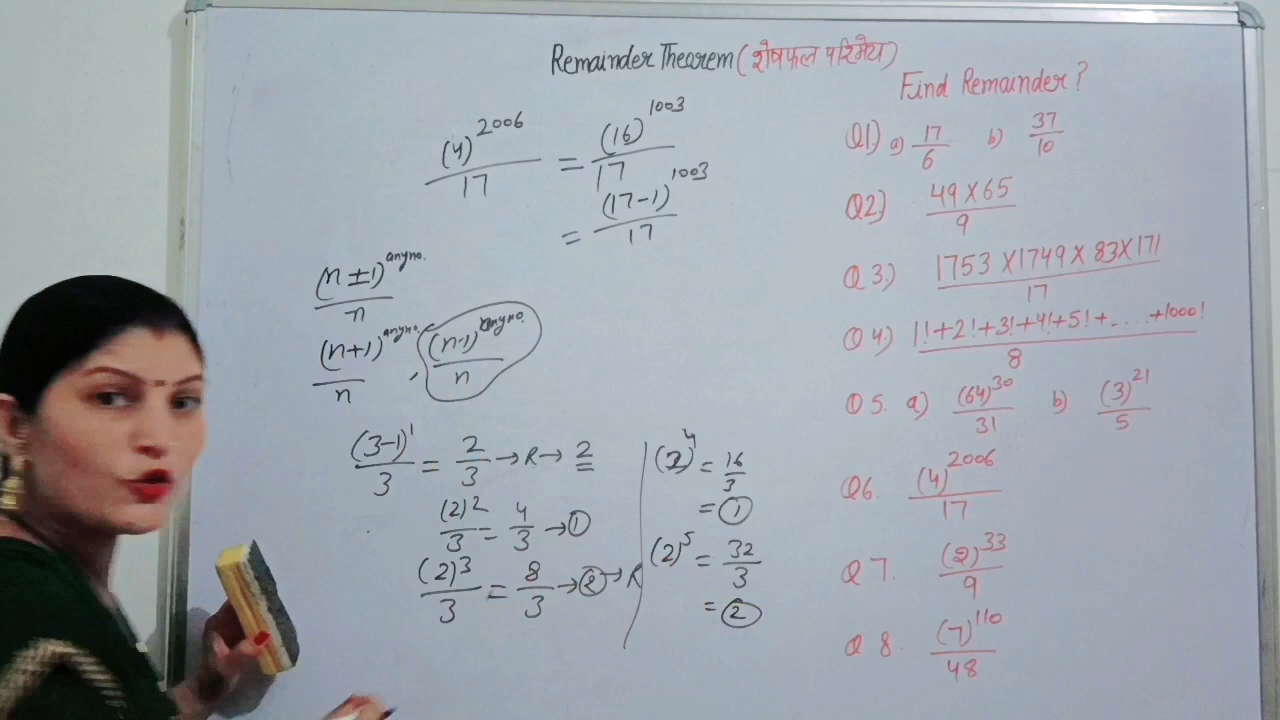 Remainder Thearem (शेषफल परिमेय)
(4)^2006/17 = (16)^1003/17
= (17-1)^1003/17
(n±1)^anyno./n
(n+1)^anyno./n , (n-1)^anyno./n
(3-1)^1/3 = 2/3 → R → 2
(2)^2/3 = 4/3 → 1
(2)^3/3 = 8/3 → 2 → R
(2)^4 = 16/3
= 1
(2)^5 = 32/3
= 2
Find Remainder?
Q1) a) 17/6 b) 37/10
Q2) 49×65/9
Q3.) 1753×1749×83×171/17
Q4) 1!+2!+3!+4!+5!+....+1000!/8
Q5. a) (64)^30/31 b) (3)^21/5
Q6. (4)^2006/17
Q7. (2)^33/9
Q8. (7)^110/48